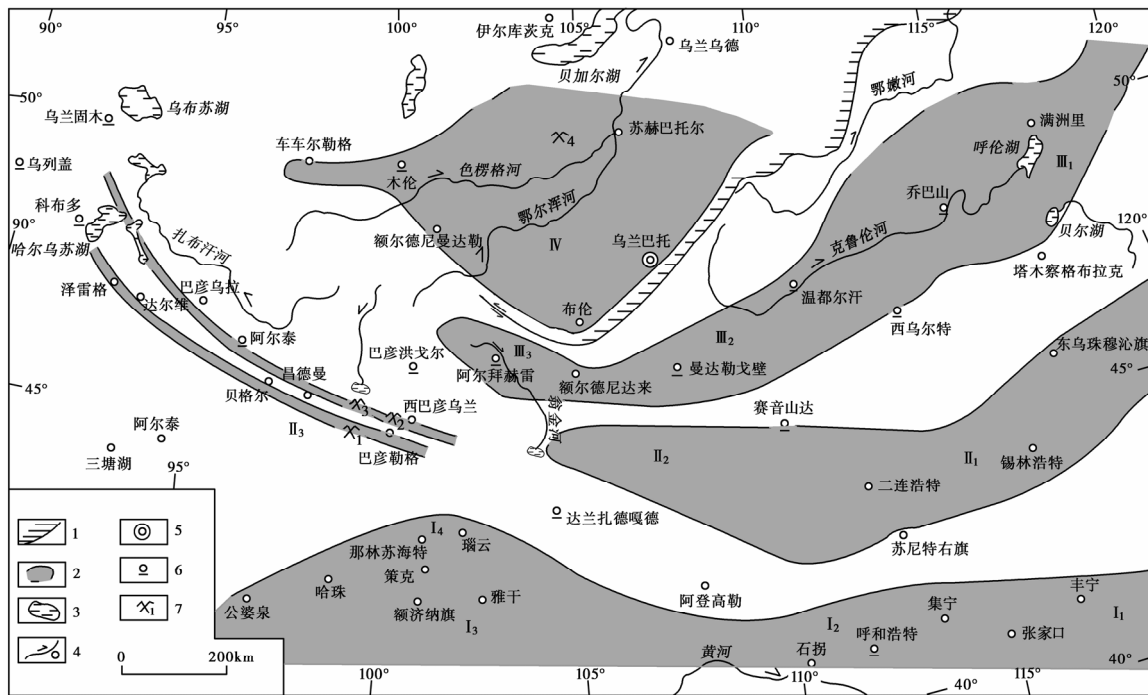 90°
95°
100°
105°
110°
115°
120°
伊尔库茨克
乌兰乌德
贝加尔湖
鄂嫩河
50°
50°
乌布苏湖
乌兰固木
满洲里
苏赫巴托尔
4
车车尔勒格
呼伦湖
乌列盖
木伦
色楞格河
III₁
科布多
鄂尔浑河
乔巴山
90°
120°
哈尔乌苏湖
扎布汗河
额尔德尼曼达勒
IV
乌兰巴托
克鲁伦河
贝尔湖
塔木察格布拉克
泽雷格
达尔维
巴彦乌拉
温都尔汗
布伦
西乌尔特
阿尔泰
III₂
III₃
巴彦洪戈尔
阿尔拜赫雷
额尔德尼达来
曼达勒戈壁
东乌珠穆沁旗
45°
45°
昌德曼
贝格尔
3
2
西巴彦乌兰
翁金河
赛音山达
II₃
1
巴彦勒格
阿尔泰
三塘湖
II₂
II₁
锡林浩特
95°
二连浩特
达兰扎德嘎德
苏尼特右旗
1
5
I₄
那林苏海特
瑙云
2
6
哈珠
策克
阿登高勒
丰宁
3
7
公婆泉
额济纳旗
雅干
集宁
I₁
I₃
I₂
呼和浩特
张家口
4
0
200km
黄河
石拐
40°
100°
105°
110°
40°
115°